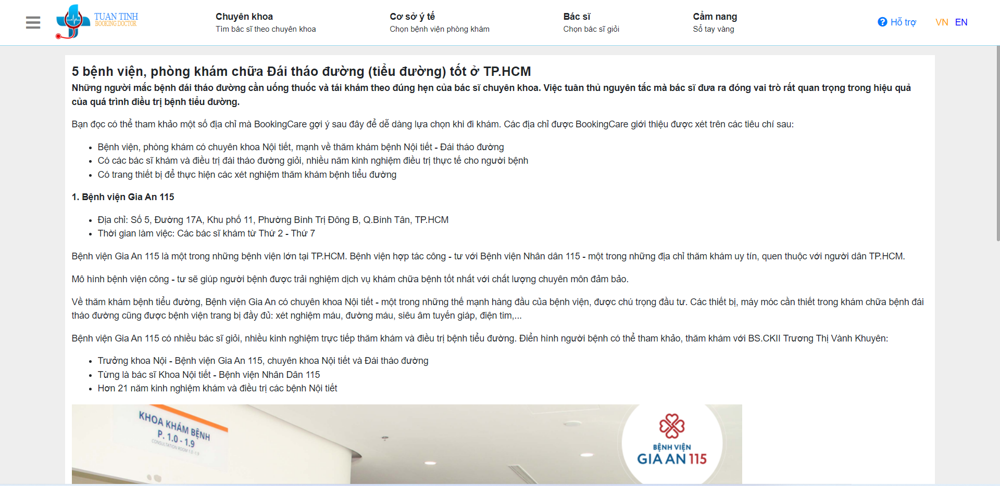 TUAN TINH
BOOKING DOCTOR
Chuyên khoa
Tìm bác sĩ theo chuyên khoa
Cơ sở ý tế
Chọn bệnh viện phòng khám
Bác sĩ
Chọn bác sĩ giỏi
Cẩm nang
Sổ tay vàng
Hỗ trợ
VN EN
5 bệnh viện, phòng khám chữa Đái tháo đường (tiểu đường) tốt ở TP.HCM
Những người mắc bệnh đái tháo đường cần uống thuốc và tái khám theo đúng hẹn của bác sĩ chuyên khoa. Việc tuân thủ nguyên tắc mà bác sĩ đưa ra đóng vai trò rất quan trọng trong hiệu quả
của quá trình điều trị bệnh tiểu đường.
Bạn đọc có thể tham khảo một số địa chỉ mà BookingCare gợi ý sau đây để dễ dàng lựa chọn khi đi khám. Các địa chỉ được BookingCare giới thiệu được xét trên các tiêu chí sau:
• Bệnh viện, phòng khám có chuyên khoa Nội tiết, mạnh về thăm khám bệnh Nội tiết - Đái tháo đường
• Có các bác sĩ khám và điều trị đái tháo đường giỏi, nhiều năm kinh nghiệm điều trị thực tế cho người bệnh
• Có trang thiết bị để thực hiện các xét nghiệm thăm khám bệnh tiểu đường
1. Bệnh viện Gia An 115
• Địa chỉ: Số 5, Đường 17A, Khu phố 11, Phường Bình Trị Đông B, Q.Bình Tân, TP.HCM
• Thời gian làm việc: Các bác sĩ khám từ Thứ 2 - Thứ 7
Bệnh viện Gia An 115 là một trong những bệnh viện lớn tại TP.HCM. Bệnh viện hợp tác công - tư với Bệnh viện Nhân dân 115 - một trong những địa chỉ thăm khám uy tín, quen thuộc với người dân TP.HCM.
Mô hình bệnh viện công - tư sẽ giúp người bệnh được trải nghiệm dịch vụ khám chữa bệnh tốt nhất với chất lượng chuyên môn đảm bảo.
Về thăm khám bệnh tiểu đường, Bệnh viện Gia An có chuyên khoa Nội tiết - một trong những thế mạnh hàng đầu của bệnh viện, được chú trọng đầu tư. Các thiết bị, máy móc cần thiết trong khám chữa bệnh đái
tháo đường cũng được bệnh viện trang bị đầy đủ: xét nghiệm máu, đường máu, siêu âm tuyến giáp, điện tim,...
Bệnh viện Gia An 115 có nhiều bác sĩ giỏi, nhiều kinh nghiệm trực tiếp thăm khám và điều trị bệnh tiểu đường. Điển hình người bệnh có thể tham khảo, thăm khám với BS.CKII Trương Thị Vành Khuyên:
• Trưởng khoa Nội - Bệnh viện Gia An 115, chuyên khoa Nội tiết và Đái tháo đường
• Từng là bác sĩ Khoa Nội tiết - Bệnh viện Nhân Dân 115
• Hơn 21 năm kinh nghiệm khám và điều trị các bệnh Nội tiết
KHOA KHÁM BỆNH
P. 1.0 - 1.9
CONSULTATION ROOM 1.0 -1.9
BỆNH VIỆN
GIA AN 115